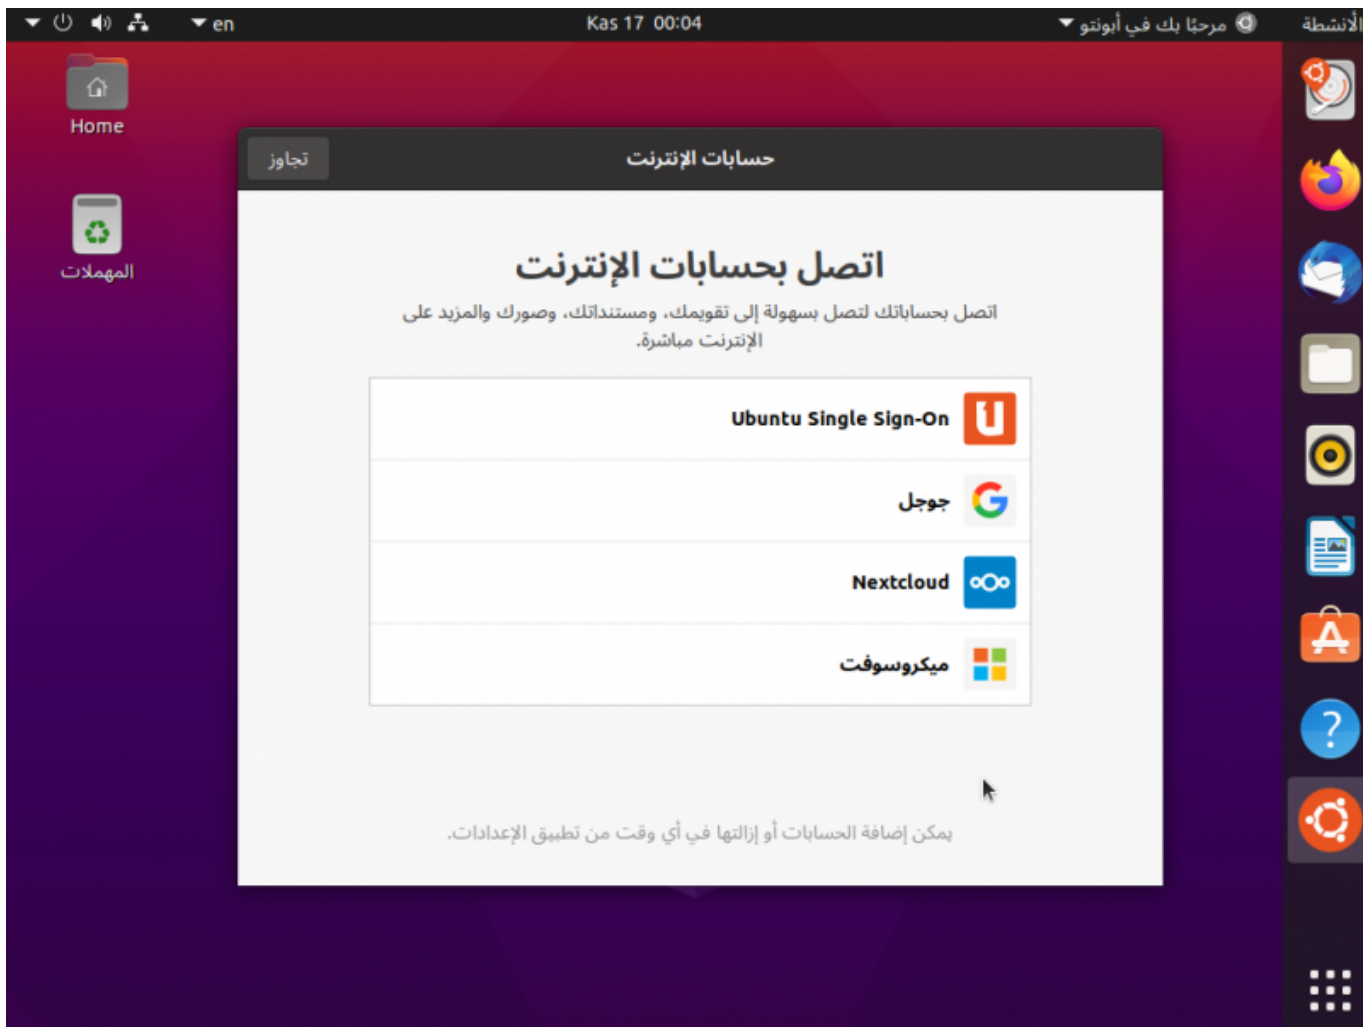 الأنشطة
مرحبًا بك في أبونتو
Kas 17 00:04
en
Home
المهملات
حسابات الإنترنت
تجاوز
اتصل بحسابات الإنترنت
اتصل بحساباتك لتصل بسهولة إلى تقويمك، ومستنداتك، وصورك والمزيد على
الإنترنت مباشرة.
Ubuntu Single Sign-On
جوجل
Nextcloud
ميكروسوفت
يمكن إضافة الحسابات أو إزالتها في أي وقت من تطبيق الإعدادات.